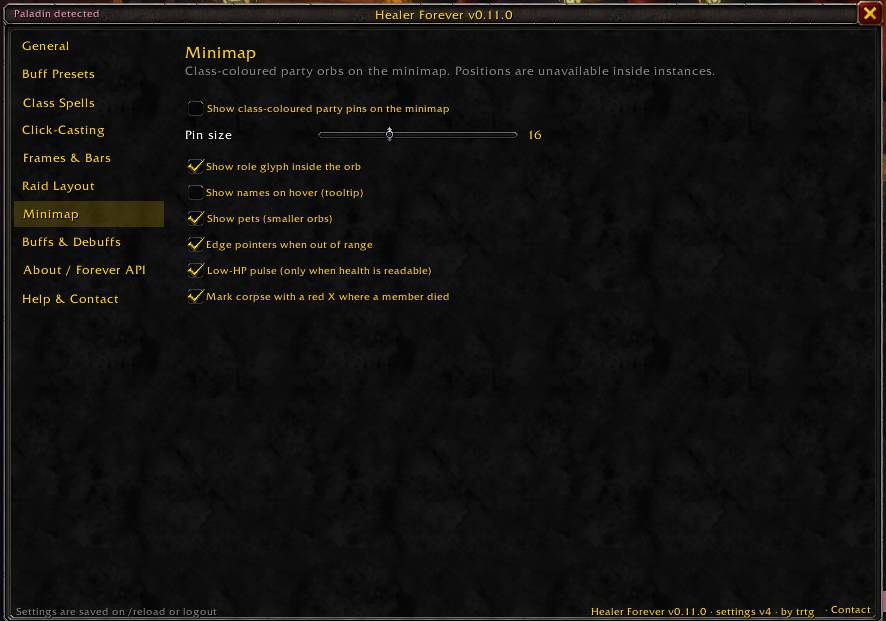 Paladin detected
Healer Forever v0.11.0
General
Buff Presets
Class Spells
Click-Casting
Frames & Bars
Raid Layout
Minimap
Buffs & Debuffs
About / Forever API
Help & Contact
Minimap
Class-coloured party orbs on the minimap. Positions are unavailable inside instances.
Show class-coloured party pins on the minimap
Pin size 16
Show role glyph inside the orb
Show names on hover (tooltip)
Show pets (smaller orbs)
Edge pointers when out of range
Low-HP pulse (only when health is readable)
Mark corpse with a red X where a member died
Settings are saved on /reload or logout
Healer Forever v0.11.0 · settings v4 · by trtg · Contact